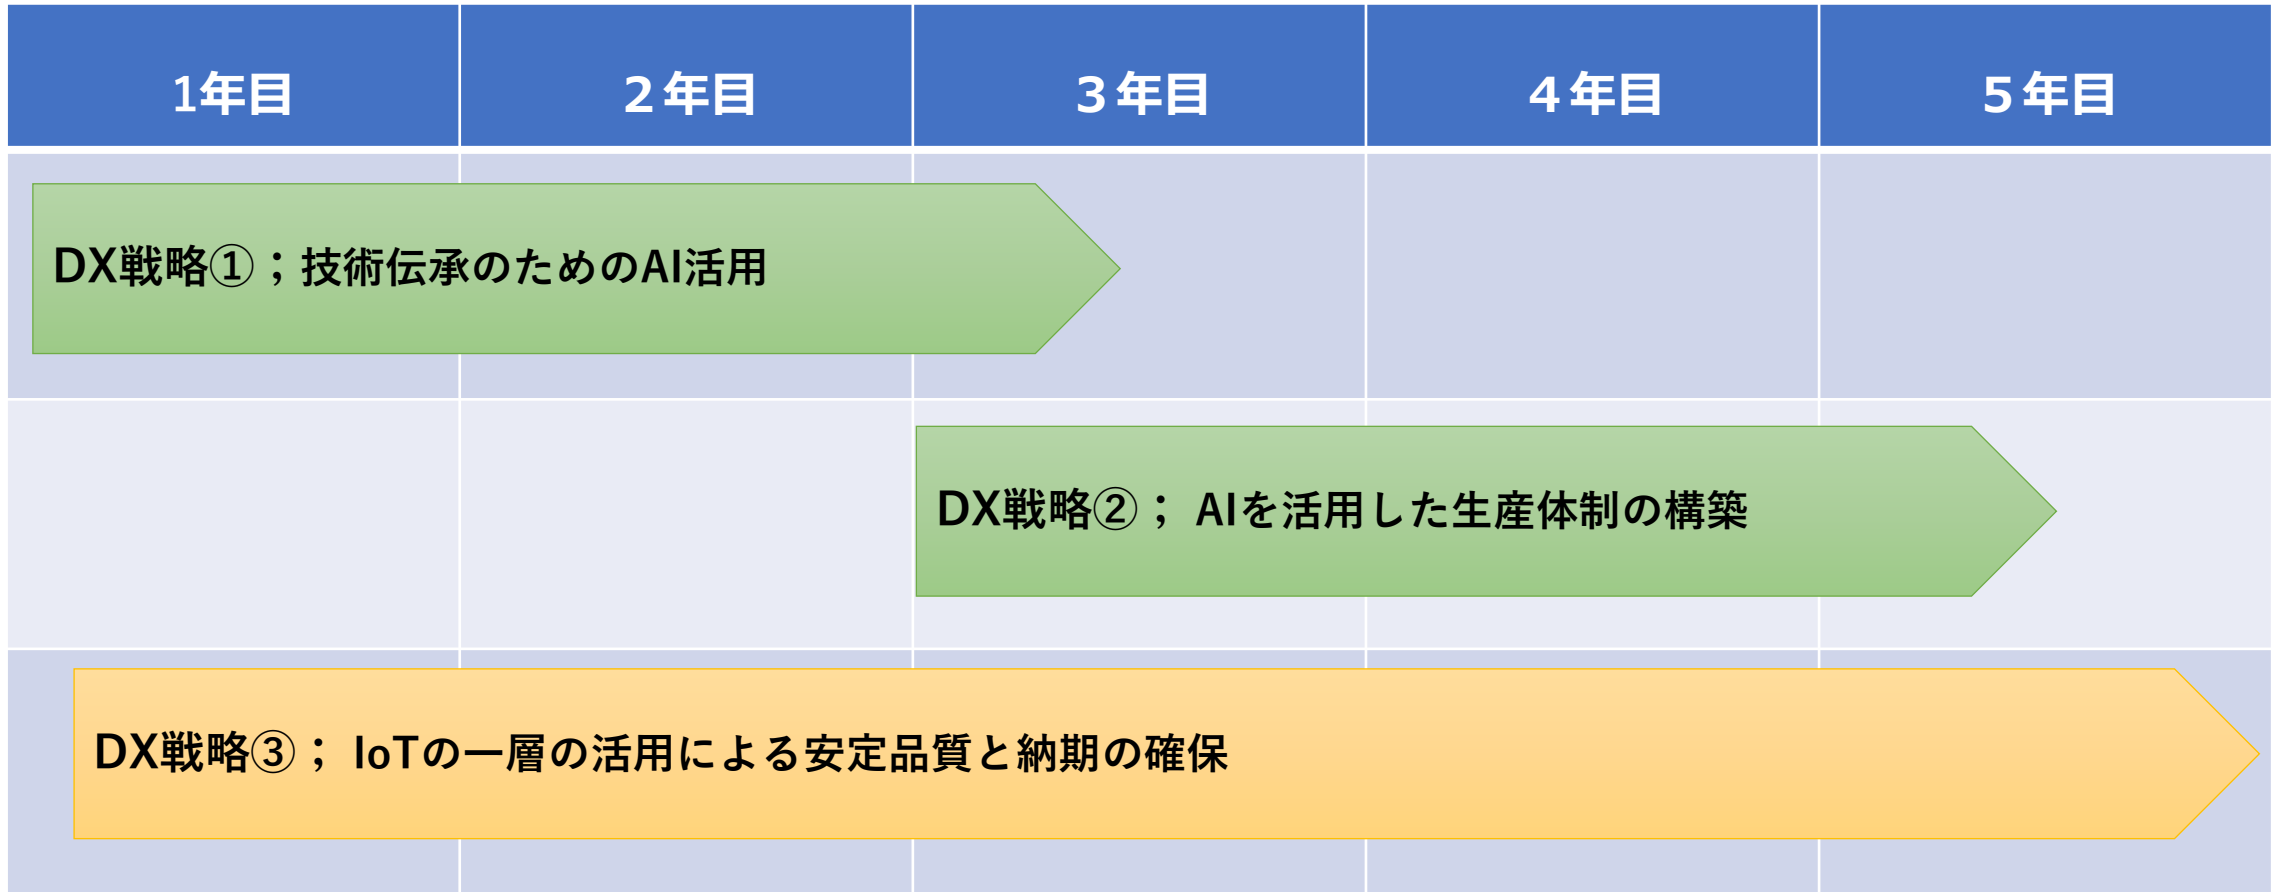 1年目
２年目
３年目
４年目
５年目
DX戦略①；技術伝承のためのAI活用
DX戦略②； AIを活用した生産体制の構築
DX戦略③； IoTの一層の活用による安定品質と納期の確保